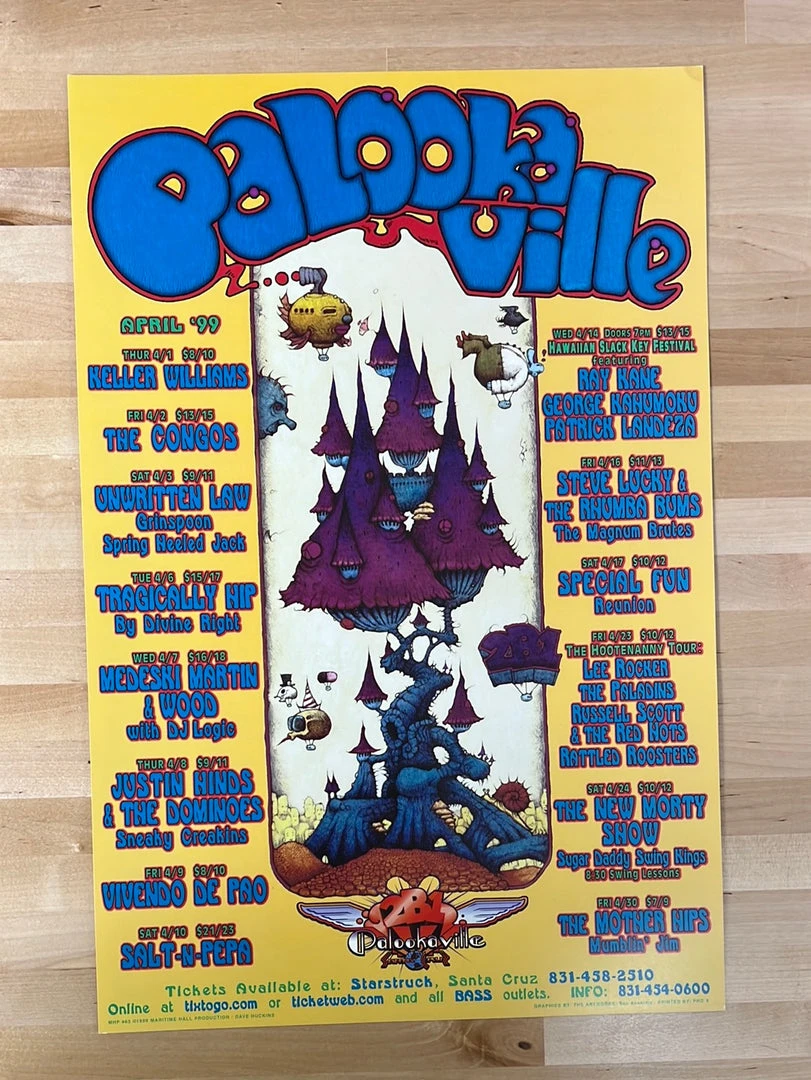 Palooka
ville
APRIL '99
THUR 4/1 $8/10
KELLER WILLIAMS
FRI 4/2 $13/15
THE CONGOS
SAT 4/3 $9/11
UNWRITTEN LAW
Grinspoon
Spring Heeled Jack
TUE 4/6 $15/17
TRAGICALLY HIP
By Divine Right
WED 4/7 $16/18
MEDESKI MARTIN
& WOOD
with DJ Logic
THUR 4/8 $9/11
JUSTIN HINDS
& THE DOMINOES
Sneaky Creakins
FRI 4/9 $8/10
VIVENDO DE PAO
SAT 4/10 $21/23
SALT-N-PEPA
WED 4/14 DOORS 7PM $13/15
HAWAIIAN SLACK KEY FESTIVAL
featuring
RAY KANE
GEORGE KAHUMOKU
PATRICK LANDEZA
FRI 4/16 $11/13
STEVE LUCKY &
THE RHUMBA BUMS
The Magnum Brutes
SAT 4/17 $10/12
SPECIAL FUN
Reunion
FRI 4/23 $10/12
THE HOOTENANNY TOUR:
LEE ROCKER
THE PALADINS
RUSSELL SCOTT
& THE RED HOTS
RATTLED ROOSTERS
SAT 4/24 $10/12
THE NEW MORTY
SHOW
Sugar Daddy Swing Kings
8:30 Swing Lessons
FRI 4/30 $7/9
THE MOTHER HIPS
Mumblin' Jim
2B1
2B1
Palookaville
Tickets Available at: Starstruck, Santa Cruz 831-458-2510
Online at tixtogo.com or ticketweb.com and all BASS outlets. INFO: 831-454-0600
MARITIME HALL PRODUCTION - DAVE HUCKINS